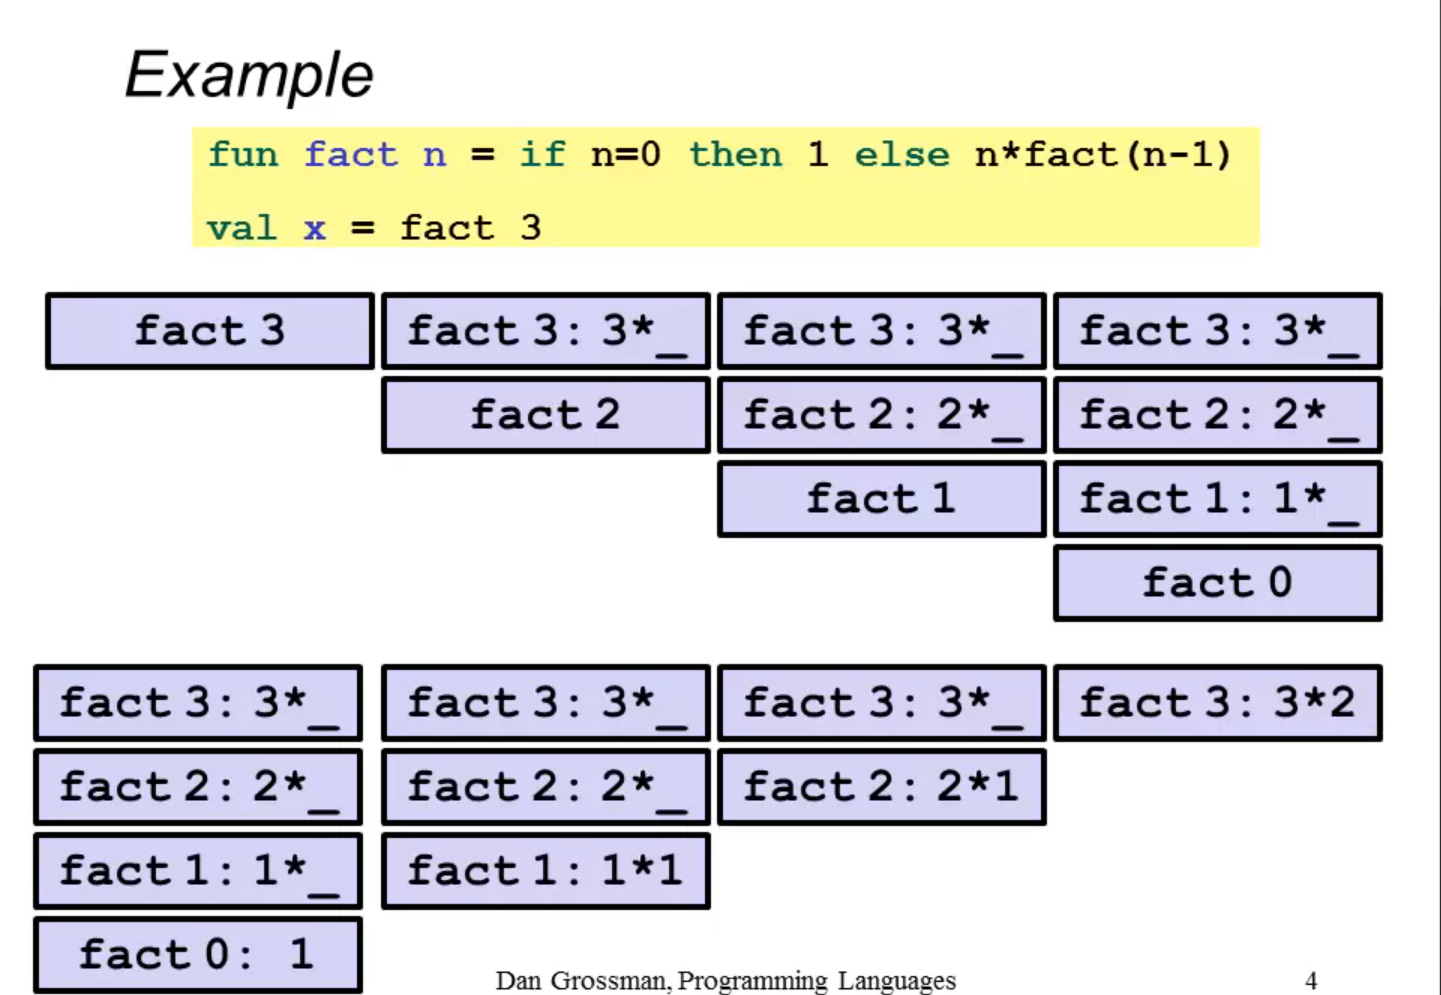 Example
fun fact n = if n=0 then 1 else n*fact(n-1)
val x = fact 3
fact 3 fact 3: 3*_ fact 3: 3*_ fact 3: 3*_
fact 2 fact 2: 2*_ fact 2: 2*_
fact 1 fact 1: 1*_
fact 0
fact 3: 3*_ fact 3: 3*_ fact 3: 3*_ fact 3: 3*2
fact 2: 2*_ fact 2: 2*_ fact 2: 2*1
fact 1: 1*_ fact 1: 1*1
fact 0: 1
Dan Grossman, Programming Languages 4